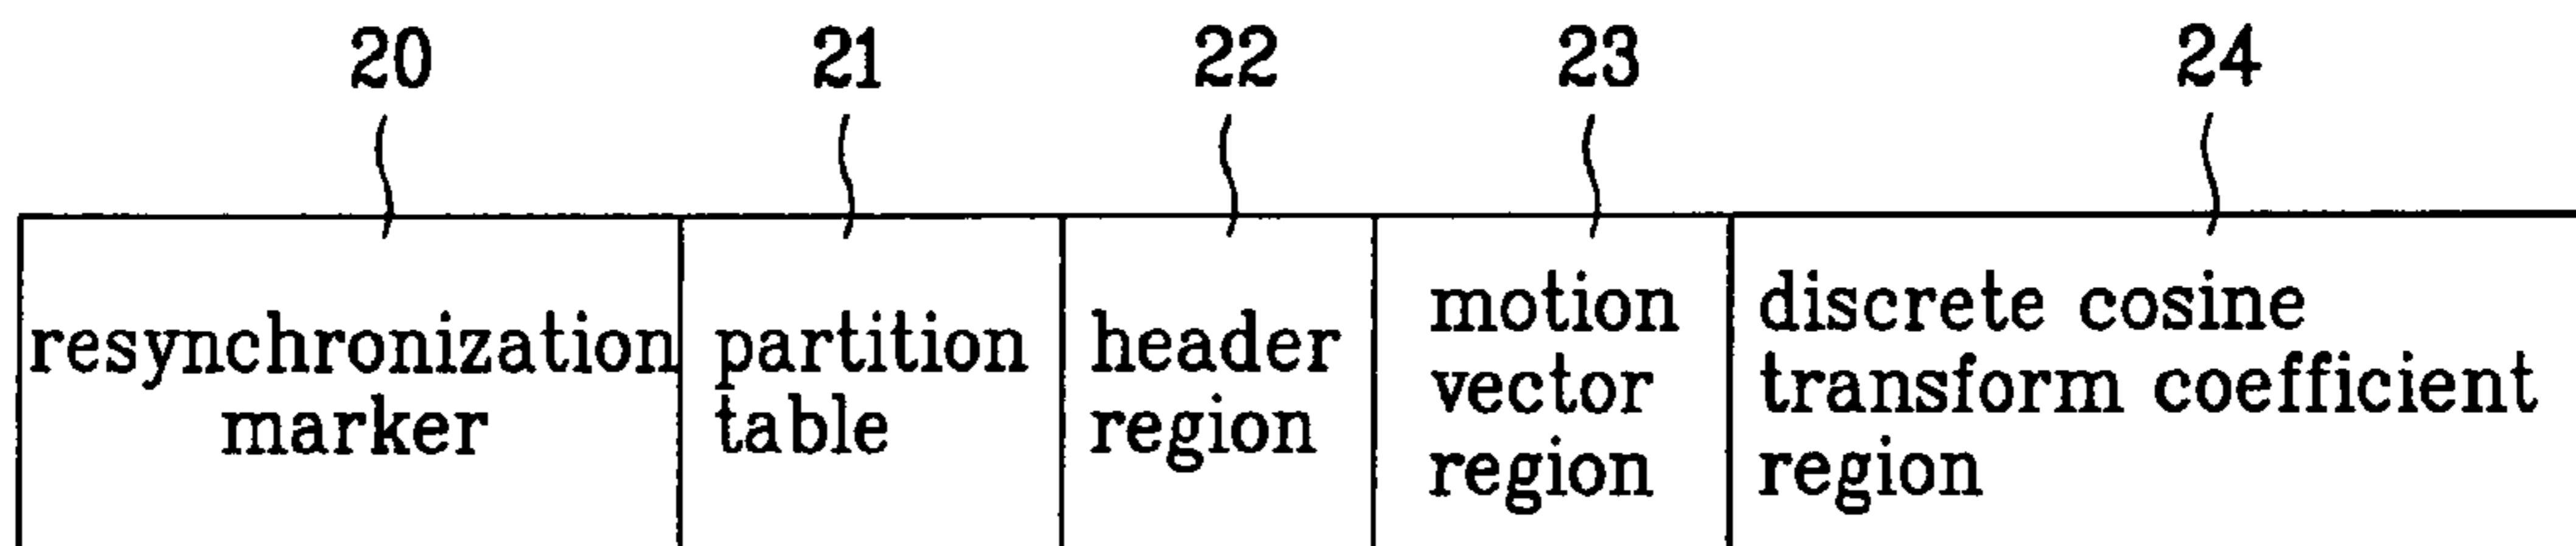 20 21 22 23 24
resynchronization marker
partition table
header region
motion vector region
discrete cosine transform coefficient region